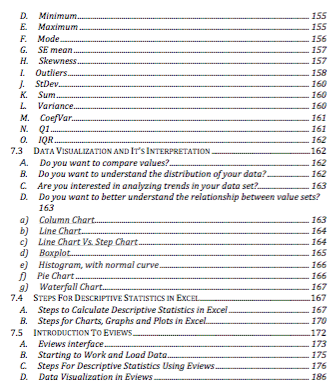 D. Minimum 155
E. Maximum 155
F. Mode 156
G. SE mean 157
H. Skewness 157
I. Outliers 158
J. StDev 160
K. Sum 160
L. Variance 160
M. CoefVar 161
N. Q1 161
O. IQR 162
7.3 DATA VISUALIZATION AND IT'S INTERPRETATION 162
A. Do you want to compare values? 162
B. Do you want to understand the distribution of your data? 162
C. Are you interested in analyzing trends in your data set? 163
D. Do you want to better understand the relationship between value sets?
163
a) Column Chart 163
b) Line Chart 164
c) Line Chart Vs. Step Chart 164
d) Boxplot 165
e) Histogram, with normal curve 166
f) Pie Chart 166
g) Waterfall Chart 167
7.4 STEPS FOR DESCRIPTIVE STATISTICS IN EXCEL 167
A. Steps to Calculate Descriptive Statistics in Excel 167
B. Steps for Charts, Graphs and Plots in Excel 170
7.5 INTRODUCTION TO EVIEWS 172
A. Eviews interface 173
B. Starting to Work and Load Data 175
C. Steps For Descriptive Statistics Using Eviews 176
D. Data Visualization in Eviews 186